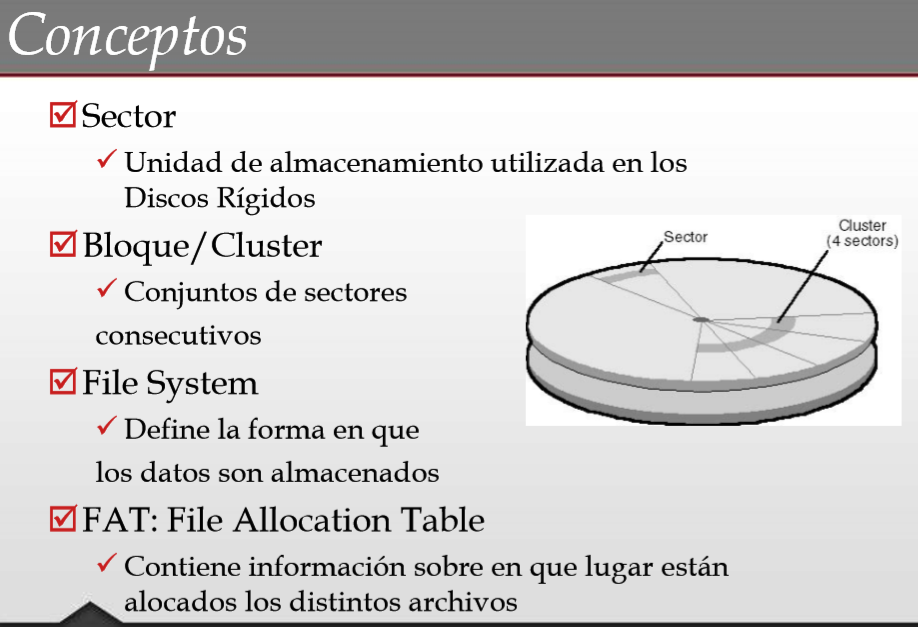 Conceptos
Sector
Unidad de almacenamiento utilizada en los
Discos Rígidos
Bloque/Cluster
Conjuntos de sectores
consecutivos
File System
Define la forma en que
los datos son almacenados
FAT: File Allocation Table
Contiene información sobre en que lugar están
alocados los distintos archivos
Sector
Cluster
(4 sectors)